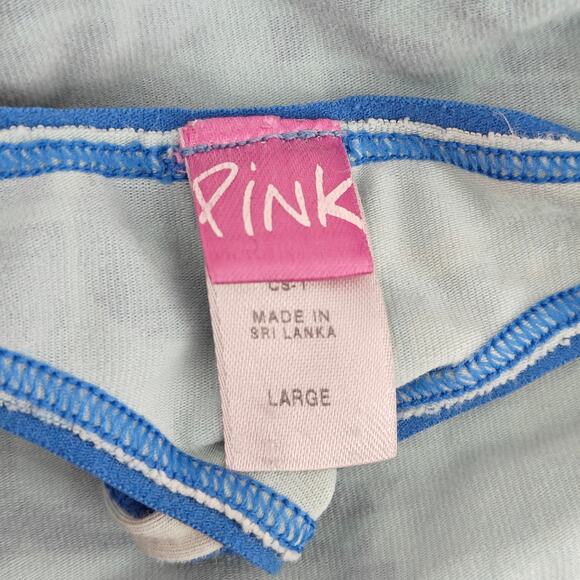 PiNK
CS-1
MADE IN
SRI LANKA
LARGE